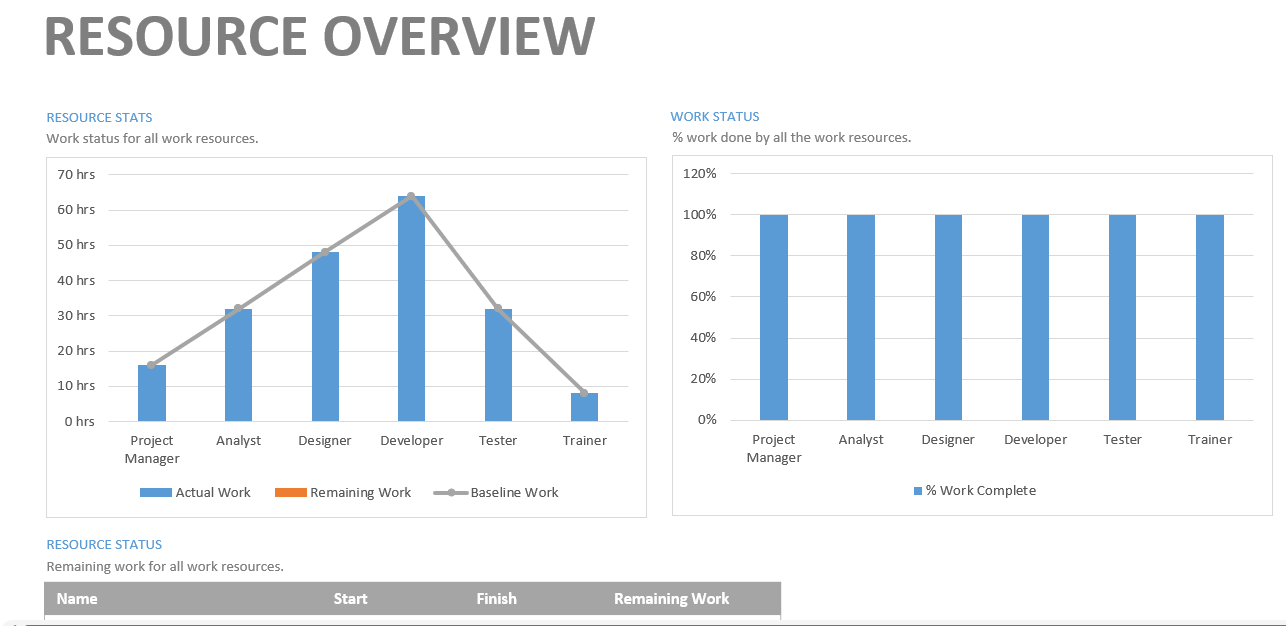 RESOURCE OVERVIEW
RESOURCE STATS
Work status for all work resources.
70 hrs
60 hrs
50 hrs
40 hrs
30 hrs
20 hrs
10 hrs
0 hrs
Project Manager
Analyst
Designer
Developer
Tester
Trainer
Actual Work
Remaining Work
Baseline Work
WORK STATUS
% work done by all the work resources.
120%
100%
80%
60%
40%
20%
0%
Project Manager
Analyst
Designer
Developer
Tester
Trainer
% Work Complete
RESOURCE STATUS
Remaining work for all work resources.
Name Start Finish Remaining Work